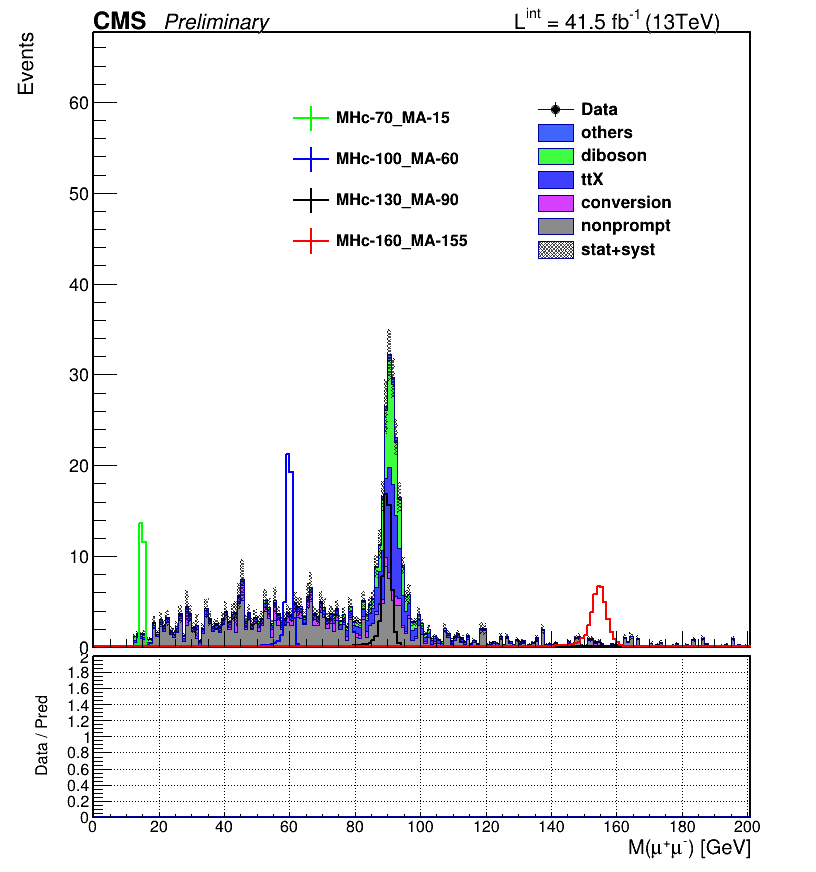 CMS Preliminary L^int = 41.5 fb^-1 (13TeV)
Events
60
50
40
30
20
10
0
MHc-70_MA-15
MHc-100_MA-60
MHc-130_MA-90
MHc-160_MA-155
Data
others
diboson
ttX
conversion
nonprompt
stat+syst
Data / Pred
2
1.8
1.6
1.4
1.2
1
0.8
0.6
0.4
0.2
0
0 20 40 60 80 100 120 140 160 180 200
M(μ⁺μ⁻) [GeV]